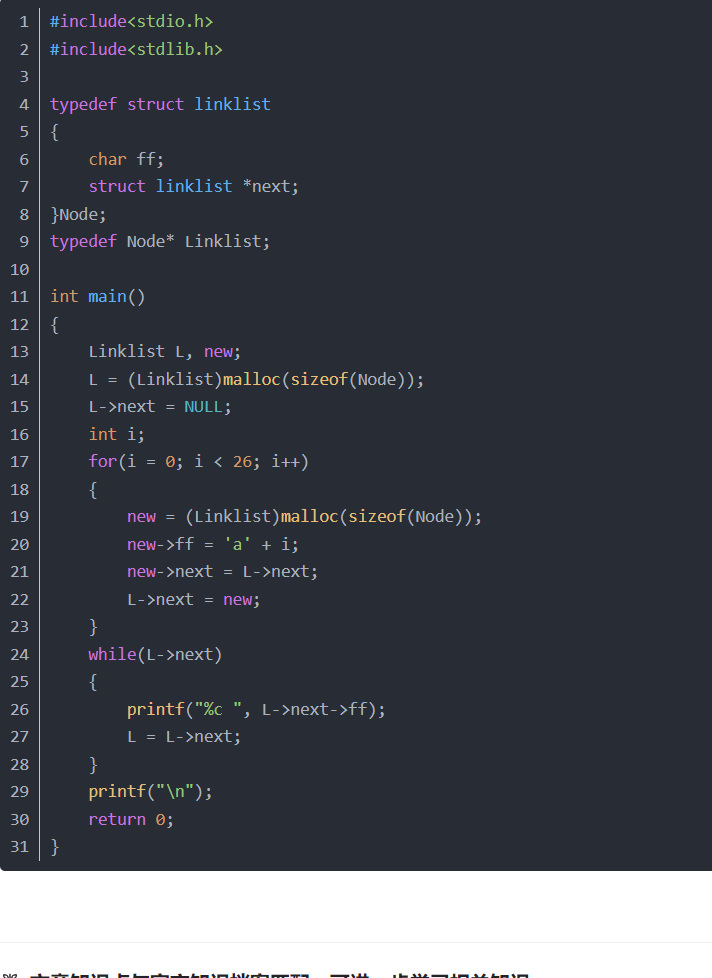 1 #include<stdio.h>
2 #include<stdlib.h>
3
4 typedef struct linklist
5 {
6     char ff;
7     struct linklist *next;
8 }Node;
9 typedef Node* Linklist;
10
11 int main()
12 {
13     Linklist L, new;
14     L = (Linklist)malloc(sizeof(Node));
15     L->next = NULL;
16     int i;
17     for(i = 0; i < 26; i++)
18     {
19         new = (Linklist)malloc(sizeof(Node));
20         new->ff = 'a' + i;
21         new->next = L->next;
22         L->next = new;
23     }
24     while(L->next)
25     {
26         printf("%c ", L->next->ff);
27         L = L->next;
28     }
29     printf("\n");
30     return 0;
31 }